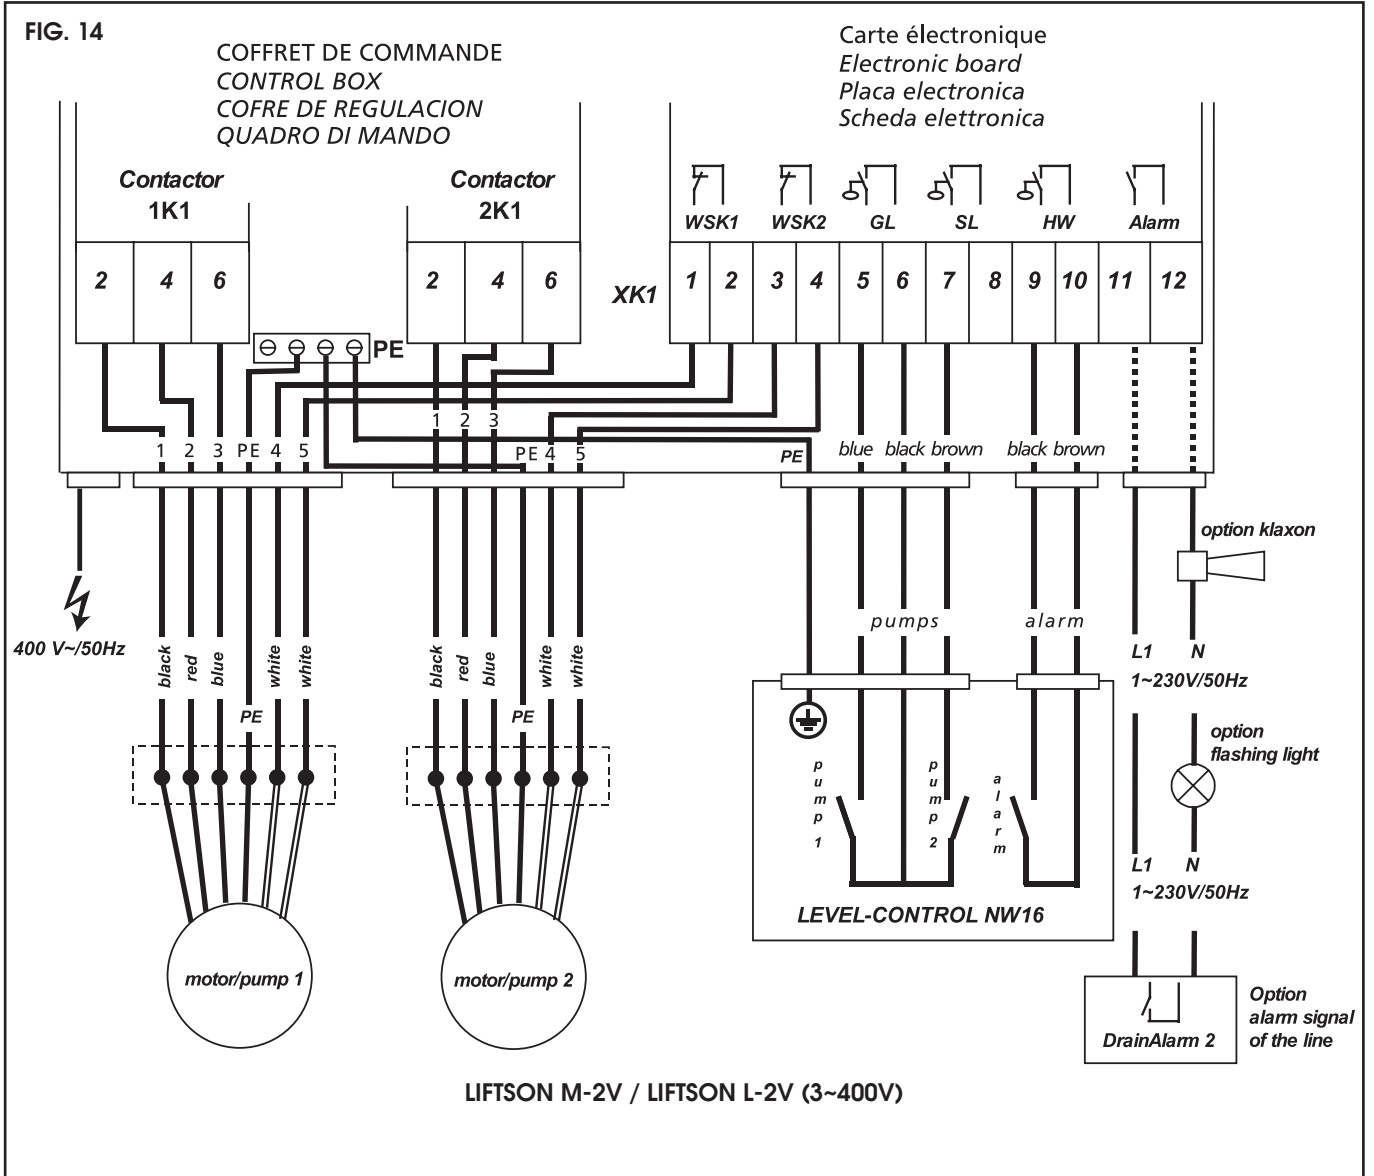 FIG. 14
COFFRET DE COMMANDE
CONTROL BOX
COFRE DE REGULACION
QUADRO DI MANDO
Carte électronique
Electronic board
Placa electronica
Scheda elettronica
Contactor
1K1
Contactor
2K1
WSK1 WSK2 GL SL HW Alarm
2 4 6
2 4 6
XK1
1 2 3 4 5 6 7 8 9 10 11 12
PE
1 2 3 PE 4 5
1 2 3 PE 4 5
PE
blue black brown
black brown
option klaxon
400 V~/50Hz
black red blue white white
PE
black red blue white white
PE
pumps
alarm
L1 N
1~230V/50Hz
option
flashing light
pump 1
pump 2
alarm
L1 N
1~230V/50Hz
LEVEL-CONTROL NW16
motor/pump 1
motor/pump 2
DrainAlarm 2
Option
alarm signal
of the line
LIFTSON M-2V / LIFTSON L-2V (3~400V)